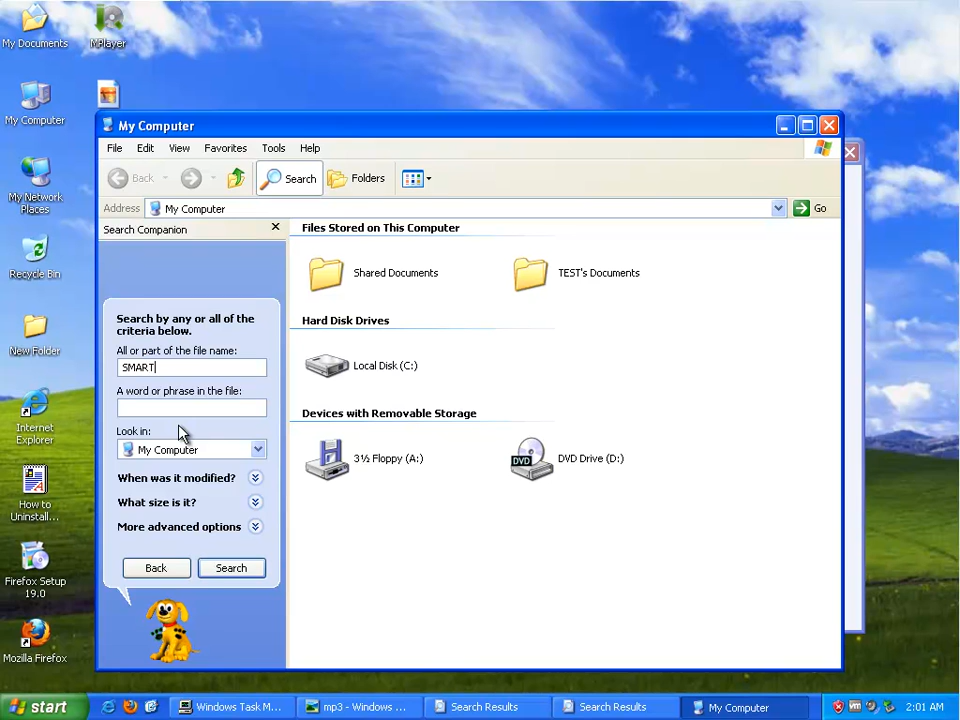 My Documents
MPlayer
My Computer
My Network
Places
Recycle Bin
New Folder
Internet
Explorer
How to
Uninstall...
Firefox Setup
19.0
Mozilla Firefox
My Computer
File Edit View Favorites Tools Help
Back Search Folders
Address My Computer Go
Search Companion
Search by any or all of the
criteria below.
All or part of the file name:
SMART
A word or phrase in the file:
Look in:
My Computer
When was it modified?
What size is it?
More advanced options
Back Search
Files Stored on This Computer
Shared Documents TEST's Documents
Hard Disk Drives
Local Disk (C:)
Devices with Removable Storage
3½ Floppy (A:) DVD DVD Drive (D:)
start Windows Task M... mp3 - Windows ... Search Results Search Results My Computer 2:01 AM